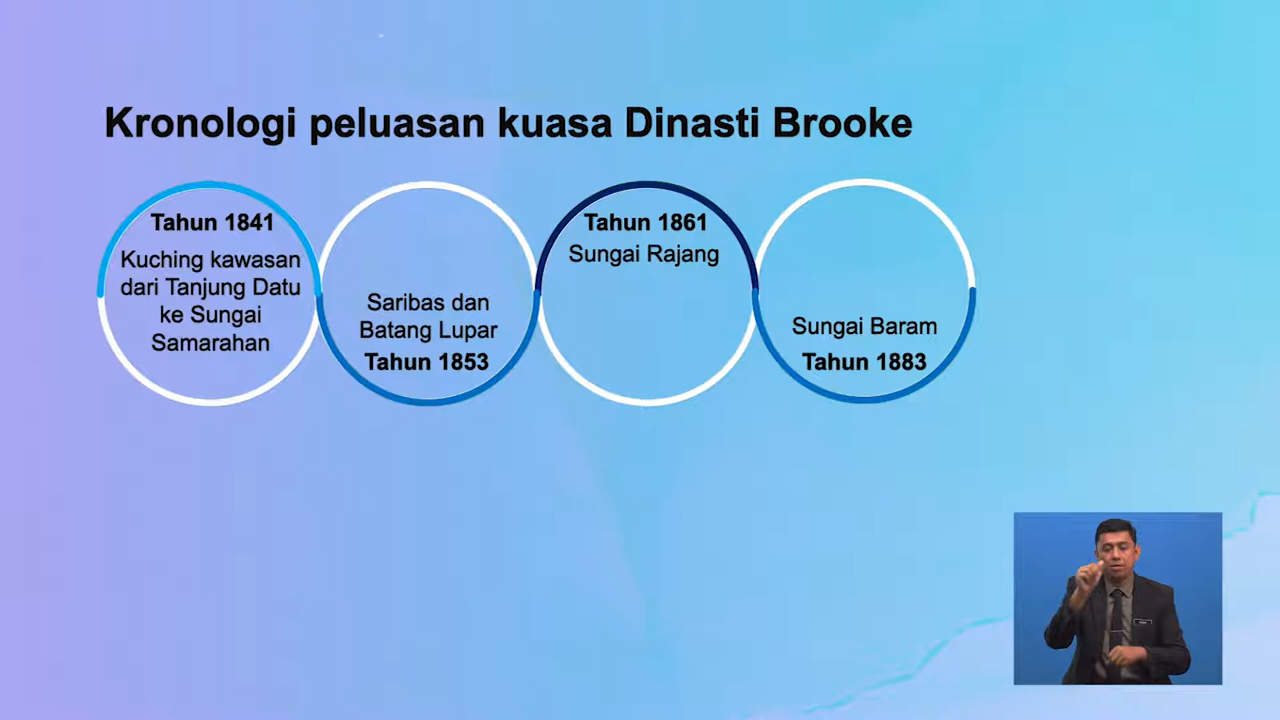 Kronologi peluasan kuasa Dinasti Brooke
Tahun 1841
Kuching kawasan
dari Tanjung Datu
ke Sungai
Samarahan
Saribas dan
Batang Lupar
Tahun 1853
Tahun 1861
Sungai Rajang
Sungai Baram
Tahun 1883